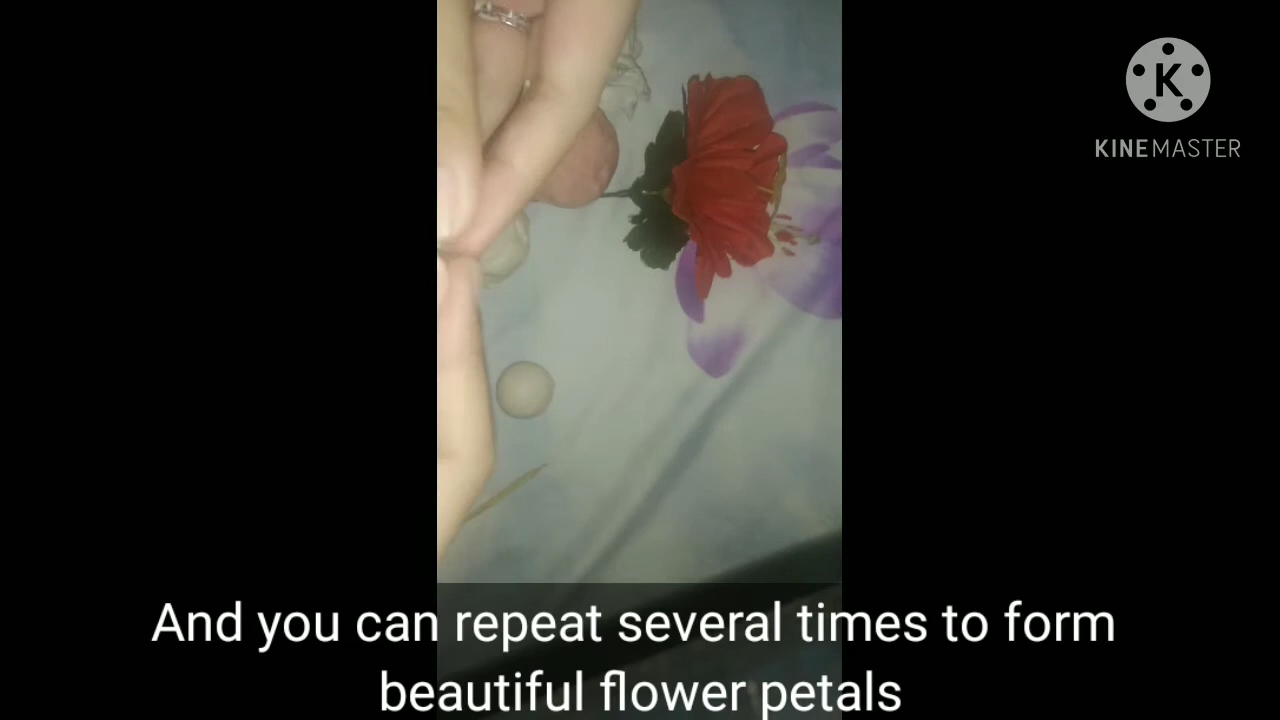 K
KINEMASTER
And you can repeat several times to form
beautiful flower petals